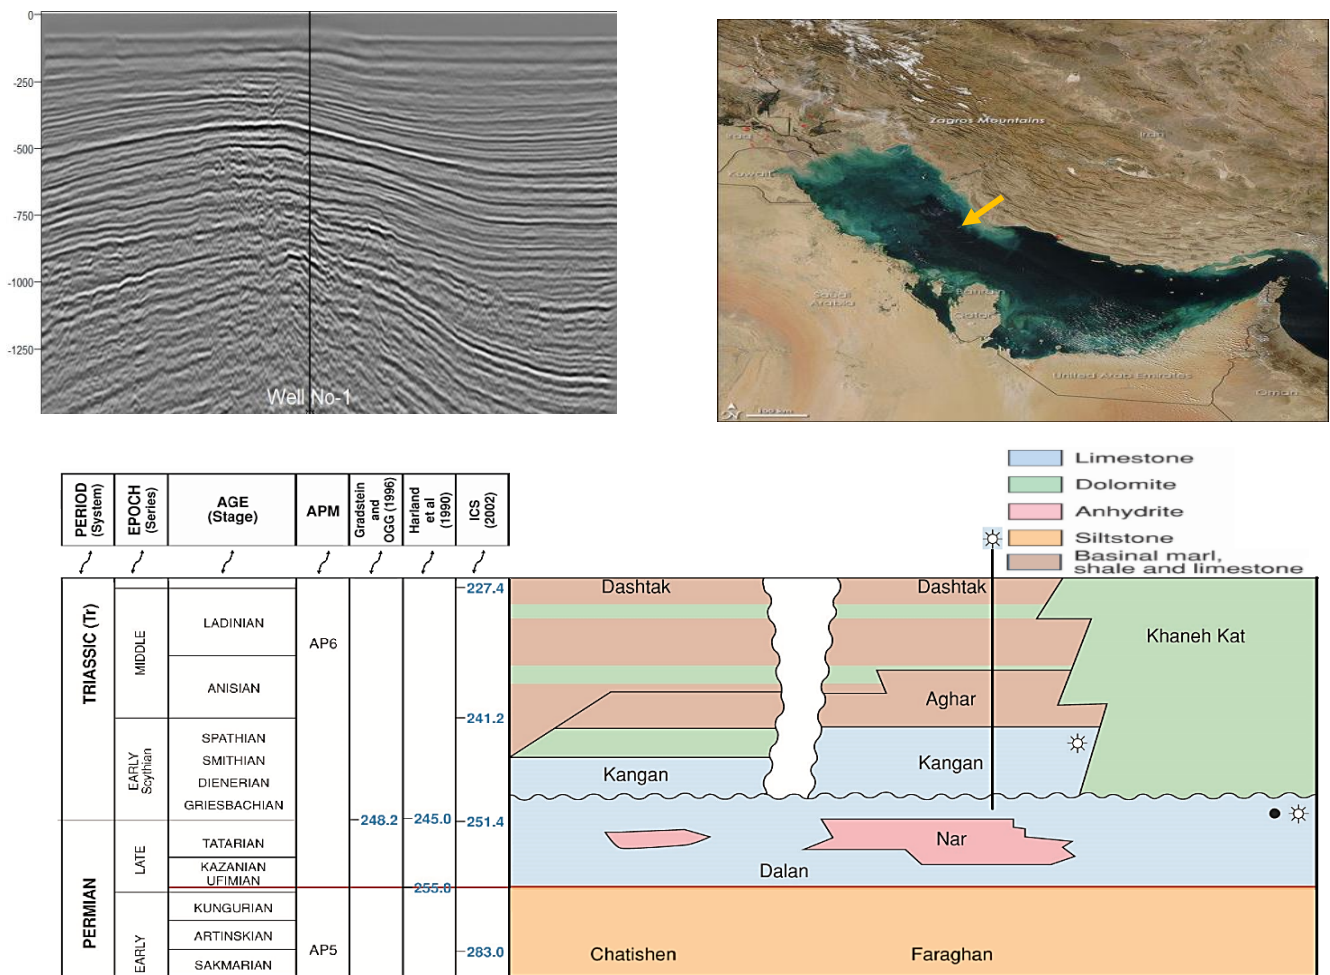 0
-250
-500
-750
-1000
-1250
Well No-1
Zagros Mountains
Iran
Iraq
Kuwait
Saudi
Arabia
Bahrain
Qatar
United Arab Emirates
Oman
N
100 km
Limestone
Dolomite
Anhydrite
Siltstone
Basinal marl,
shale and limestone
PERIOD
(System)
EPOCH
(Series)
AGE
(Stage)
APM
Gradstein
and
OGG (1996)
Harland
et al
(1990)
ICS
(2002)
TRIASSIC (Tr)
MIDDLE
LADINIAN
ANISIAN
AP6
227.4
241.2
EARLY
Scythian
SPATHIAN
SMITHIAN
DIENERIAN
GRIESBACHIAN
248.2
245.0
251.4
PERMIAN
LATE
TATARIAN
KAZANIAN
UFIMIAN
255.0
EARLY
KUNGURIAN
ARTINSKIAN
SAKMARIAN
AP5
283.0
Dashtak
Dashtak
Khaneh Kat
Aghar
Kangan
Kangan
Nar
Dalan
Chatishen
Faraghan